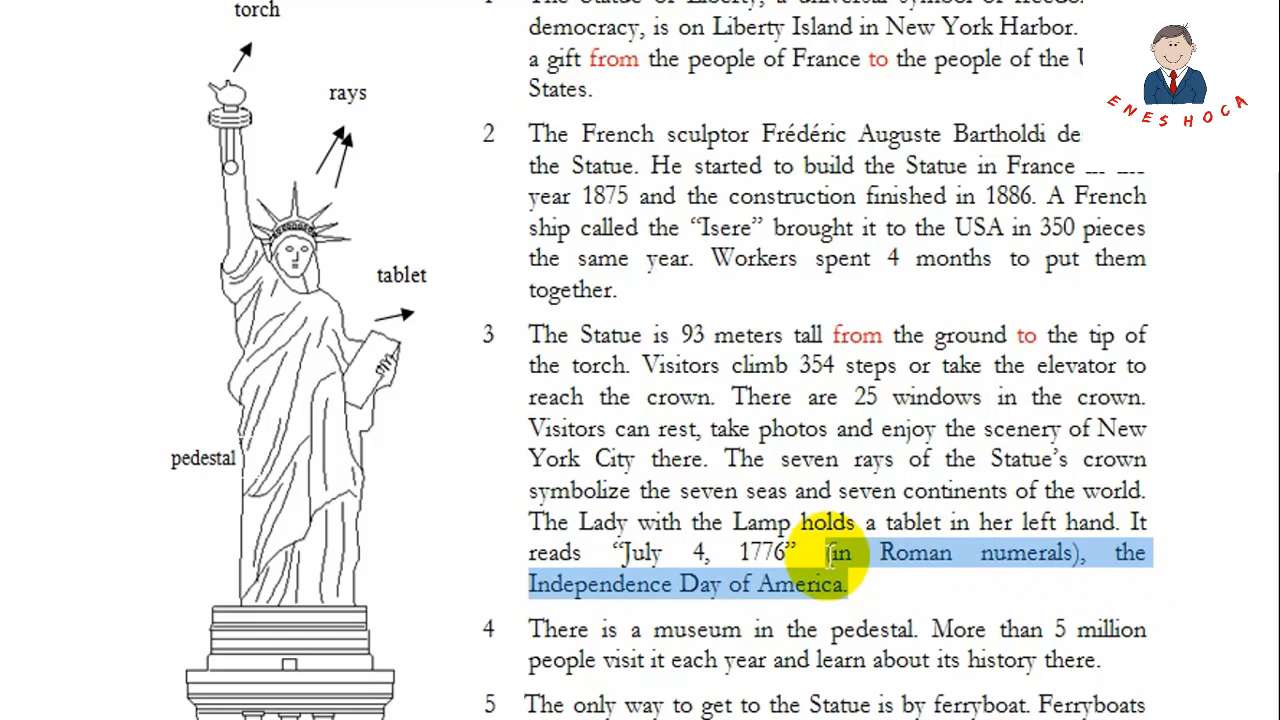 torch
rays
tablet
pedestal
democracy, is on Liberty Island in New York Harbor.
a gift from the people of France to the people of the
States.
2 The French sculptor Frédéric Auguste Bartholdi
the Statue. He started to build the Statue in France
year 1875 and the construction finished in 1886. A French
ship called the “Isere” brought it to the USA in 350 pieces
the same year. Workers spent 4 months to put them
together.
3 The Statue is 93 meters tall from the ground to the tip of
the torch. Visitors climb 354 steps or take the elevator to
reach the crown. There are 25 windows in the crown.
Visitors can rest, take photos and enjoy the scenery of New
York City there. The seven rays of the Statue’s crown
symbolize the seven seas and seven continents of the world.
The Lady with the Lamp holds a tablet in her left hand. It
reads “July 4, 1776” (in Roman numerals), the
Independence Day of America.
4 There is a museum in the pedestal. More than 5 million
people visit it each year and learn about its history there.
5 The only way to get to the Statue is by ferryboat. Ferryboats
ENES HOCA